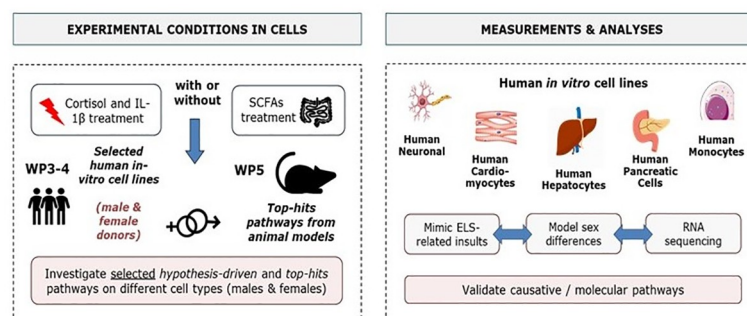 EXPERIMENTAL CONDITIONS IN CELLS
Cortisol and IL-
1β treatment
with or
without
SCFAs
treatment
WP3-4
Selected
human in-
vitro cell lines
(male &
female
donors)
WP5
Top-hits
pathways from
animal models
Investigate selected hypothesis-driven and top-hits
pathways on different cell types (males & females)
MEASUREMENTS & ANALYSES
Human in vitro cell lines
Human
Neuronal
Human
Cardio-
myocytes
Human
Hepatocytes
Human
Pancreatic
Cells
Human
Monocytes
Mimic ELS-
related insults
Model sex
differences
RNA
sequencing
Validate causative / molecular pathways